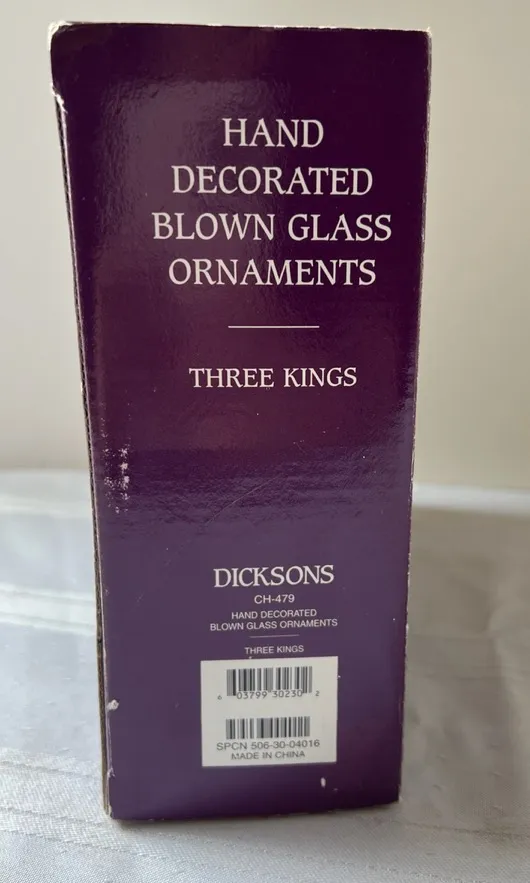 HAND
DECORATED
BLOWN GLASS
ORNAMENTS
THREE KINGS
DICKSONS
CH-479
HAND DECORATED
BLOWN GLASS ORNAMENTS
THREE KINGS
6 03799 30230 2
SPCN 506-30-04016
MADE IN CHINA